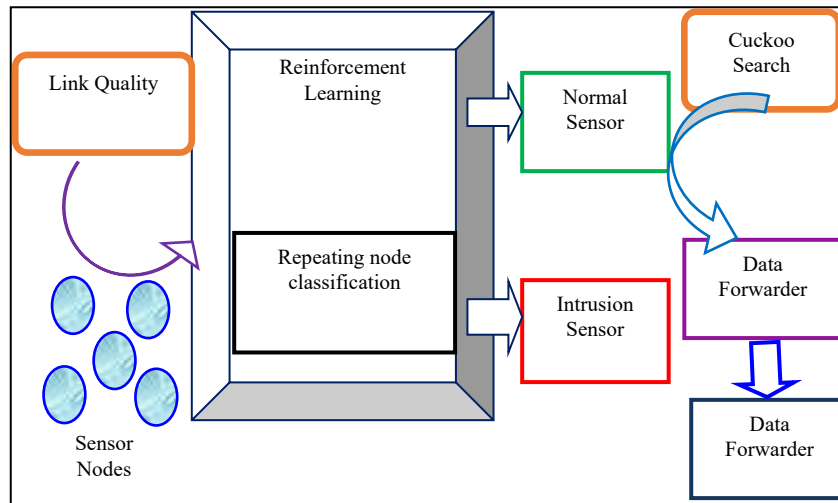 Link Quality
Reinforcement
Learning
Repeating node
classification
Sensor
Nodes
Normal
Sensor
Intrusion
Sensor
Cuckoo
Search
Data
Forwarder
Data
Forwarder